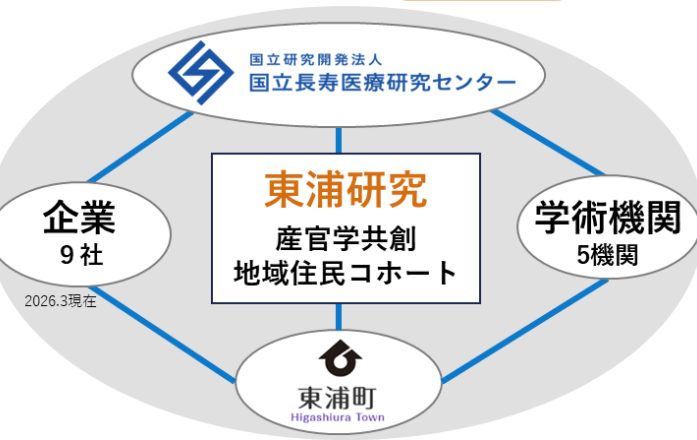 国立研究開発法人
国立長寿医療研究センター
東浦研究
産官学共創
地域住民コホート
企業
9社
2026.3現在
学術機関
5機関
東浦町
Higashiura Town